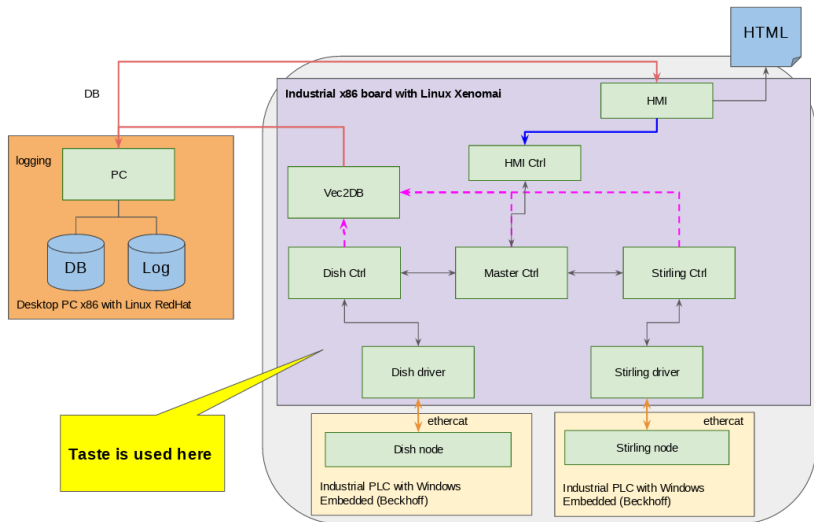 HTML
DB
Industrial x86 board with Linux Xenomai
HMI
logging
PC
HMI Ctrl
Vec2DB
DB
Log
Dish Ctrl
Master Ctrl
Stirling Ctrl
Desktop PC x86 with Linux RedHat
Dish driver
Stirling driver
Taste is used here
ethercat
ethercat
Dish node
Stirling node
Industrial PLC with Windows
Embedded (Beckhoff)
Industrial PLC with Windows
Embedded (Beckhoff)